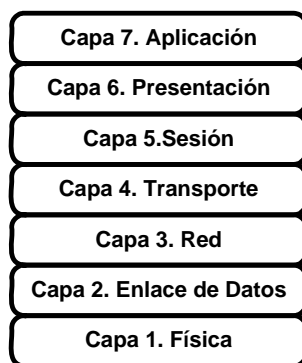 Capa 7. Aplicación
Capa 6. Presentación
Capa 5.Sesión
Capa 4. Transporte
Capa 3. Red
Capa 2. Enlace de Datos
Capa 1. Física